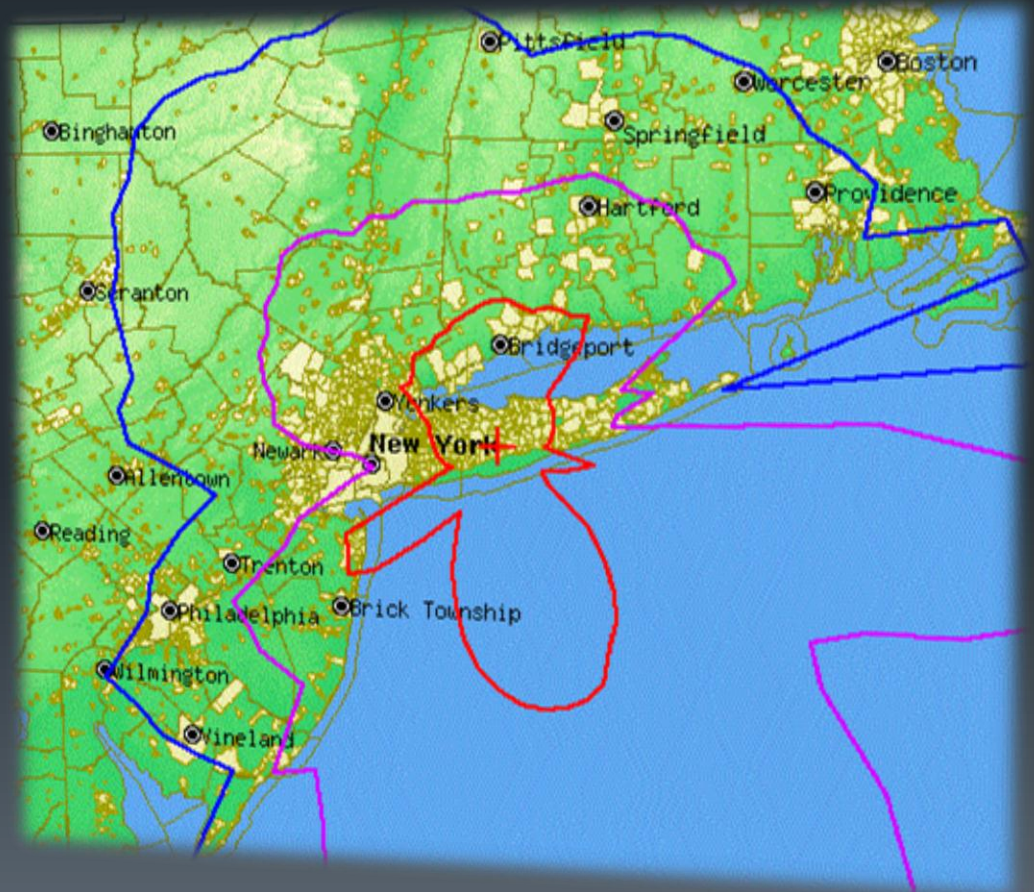 Pittsfield
Boston
Worcester
Binghamton
Springfield
Providence
Hartford
Scranton
Bridgeport
Yonkers
New York
Newark
Allentown
Reading
Trenton
Brick Township
Philadelphia
Wilmington
Vineland